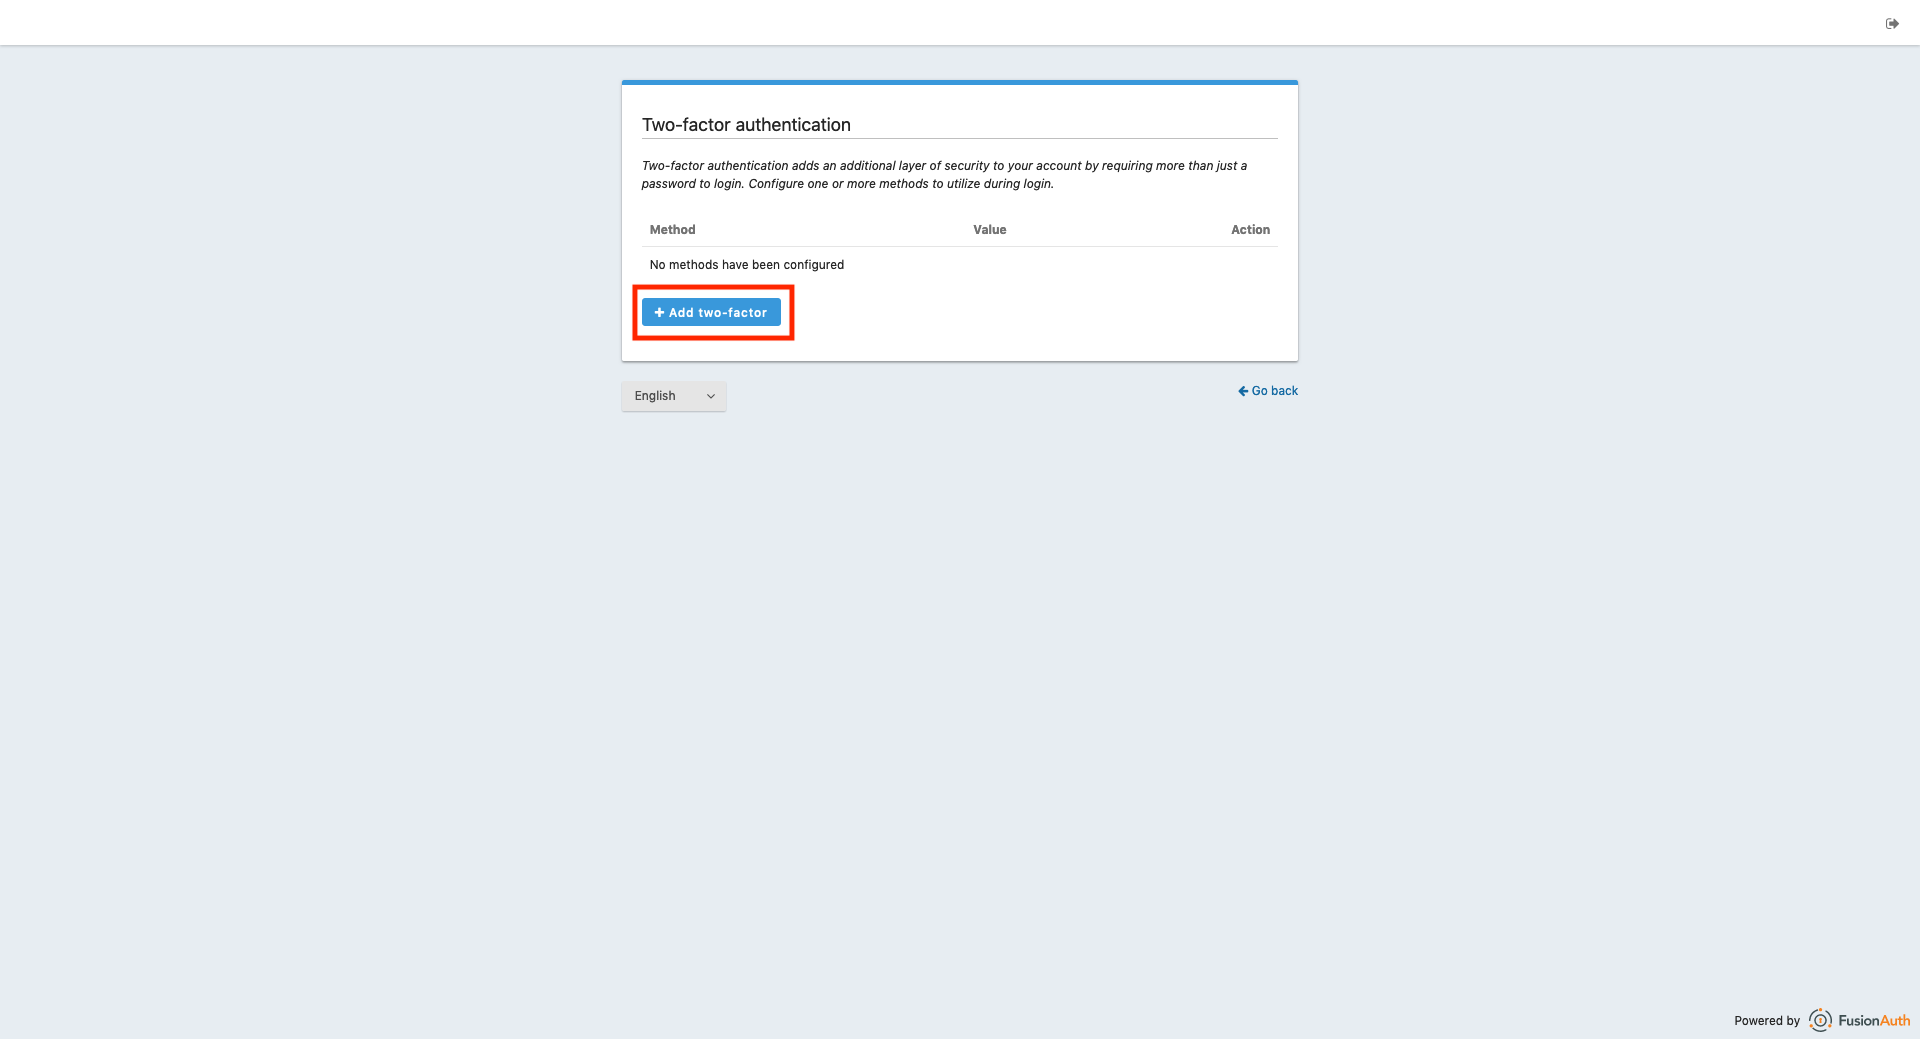 Two-factor authentication
Two-factor authentication adds an additional layer of security to your account by requiring more than just a
password to login. Configure one or more methods to utilize during login.
Method Value Action
No methods have been configured
Add two-factor
English
Go back
Powered by FusionAuth